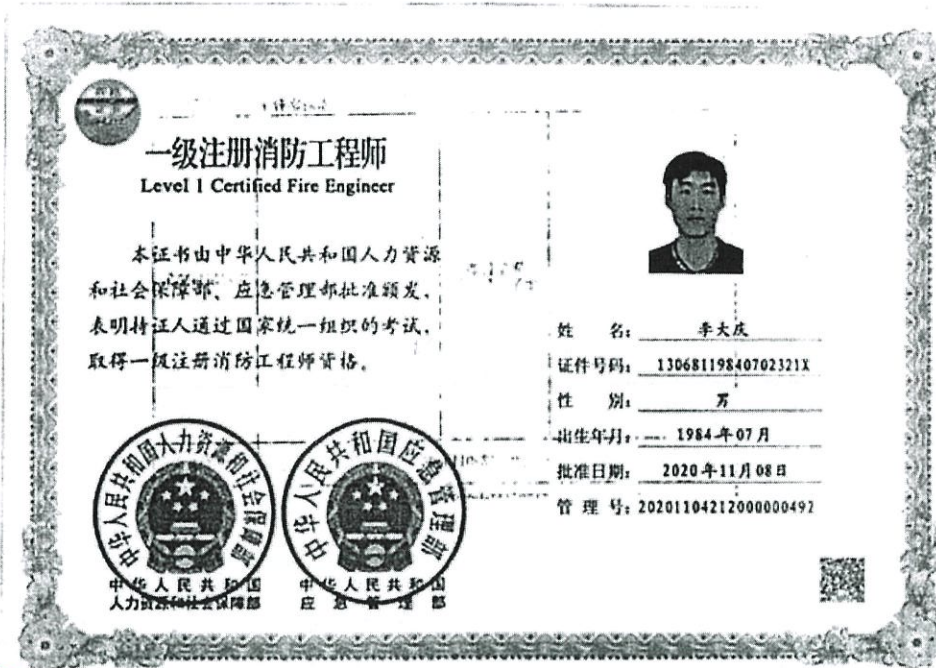 一级注册消防工程师
Level 1 Certified Fire Engineer
本证书由中华人民共和国人力资源
和社会保障部、应急管理部批准颁发,
表明持证人通过国家统一组织的考试,
取得一级注册消防工程师资格。
姓 名: 李大庆
证件号码: 13068119840702321X
性 别: 男
出生年月: 1984年07月
批准日期: 2020年11月08日
管 理 号: 20201104212000000492
中华人民共和国人力资源和社会保障部
中华人民共和国应急管理部
中华人民共和国
人力资源和社会保障部
中华人民共和国
应急管理部